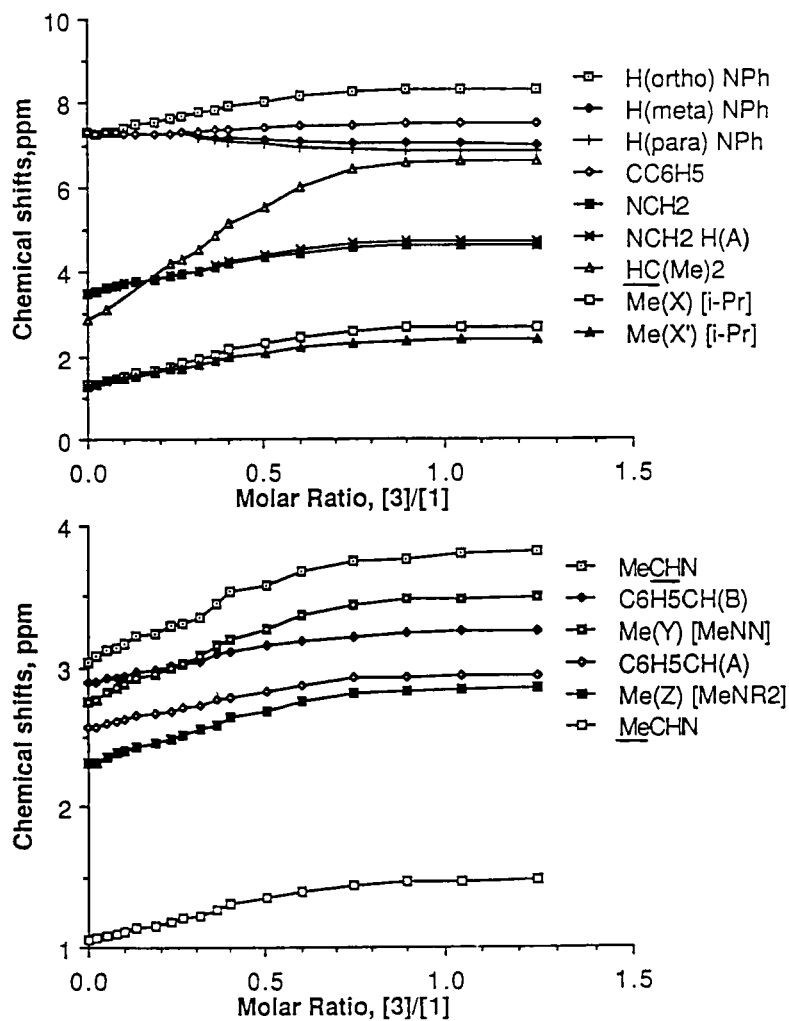 10
8
6
4
2
0
Chemical shifts,ppm
0.0
0.5
1.0
1.5
Molar Ratio, [3]/[1]
H(ortho) NPh
H(meta) NPh
H(para) NPh
CC6H5
NCH2
NCH2 H(A)
HC(Me)2
Me(X) [i-Pr]
Me(X') [i-Pr]
4
3
2
1
Chemical shifts, ppm
0.0
0.5
1.0
1.5
Molar Ratio, [3]/[1]
MeCHN
C6H5CH(B)
Me(Y) [MeNN]
C6H5CH(A)
Me(Z) [MeNR2]
MeCHN